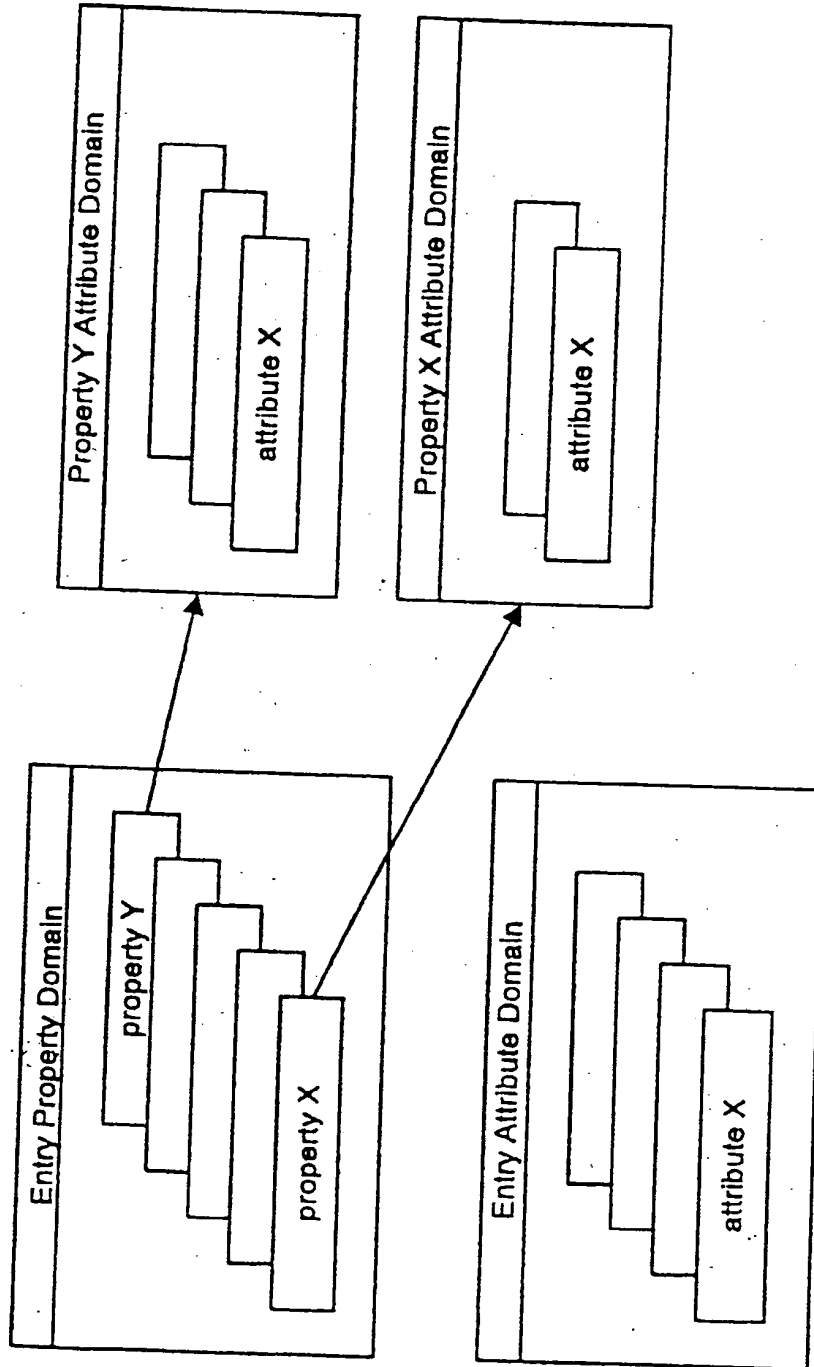 Entry Property Domain
property Y
property X
Property Y Attribute Domain
attribute X
Entry Attribute Domain
attribute X
Property X Attribute Domain
attribute X